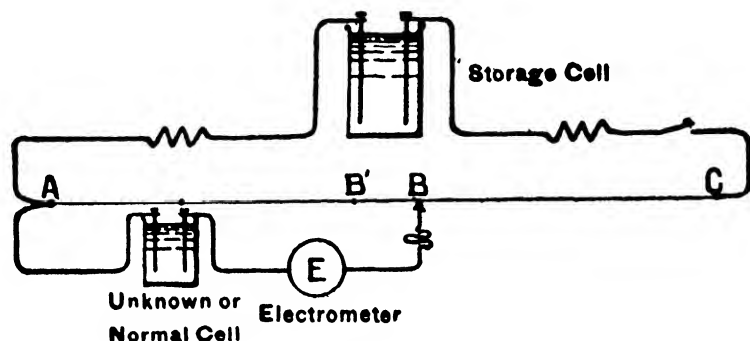 Storage Cell
A
B'
B
C
E
Unknown or
Normal Cell
Electrometer